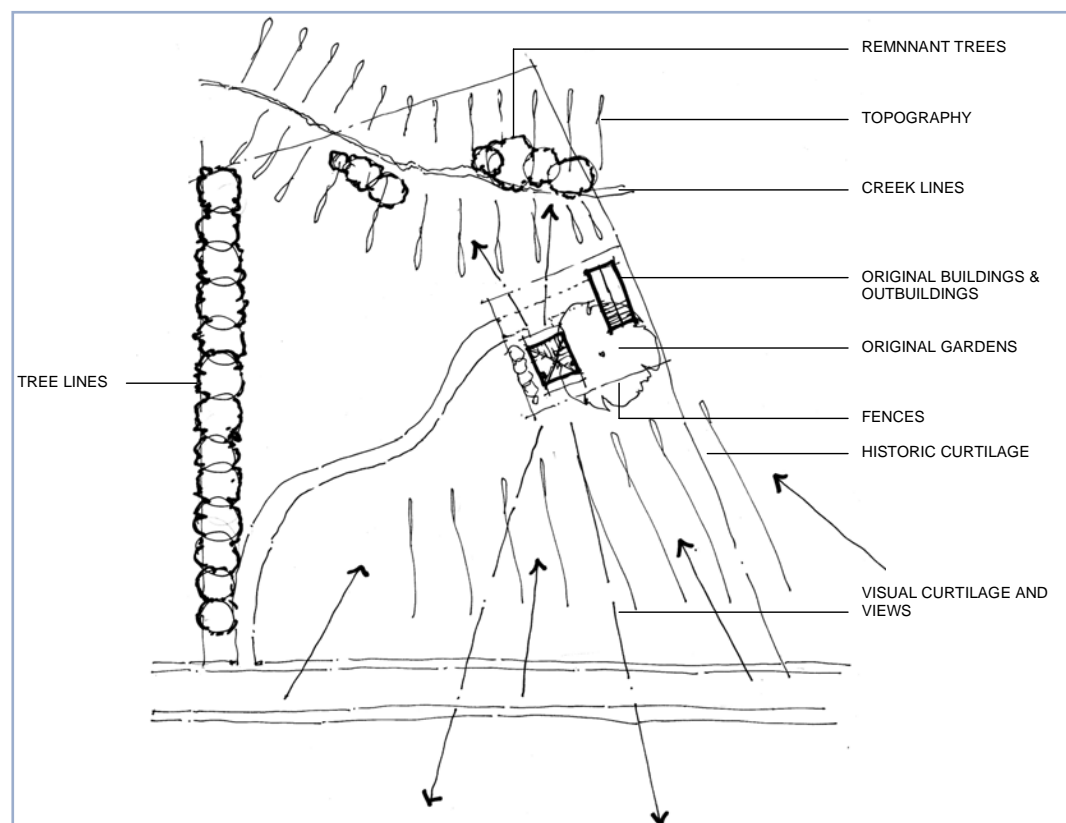 REMNNANT TREES
TOPOGRAPHY
CREEK LINES
ORIGINAL BUILDINGS &
OUTBUILDINGS
ORIGINAL GARDENS
TREE LINES
FENCES
HISTORIC CURTILAGE
VISUAL CURTILAGE AND
VIEWS